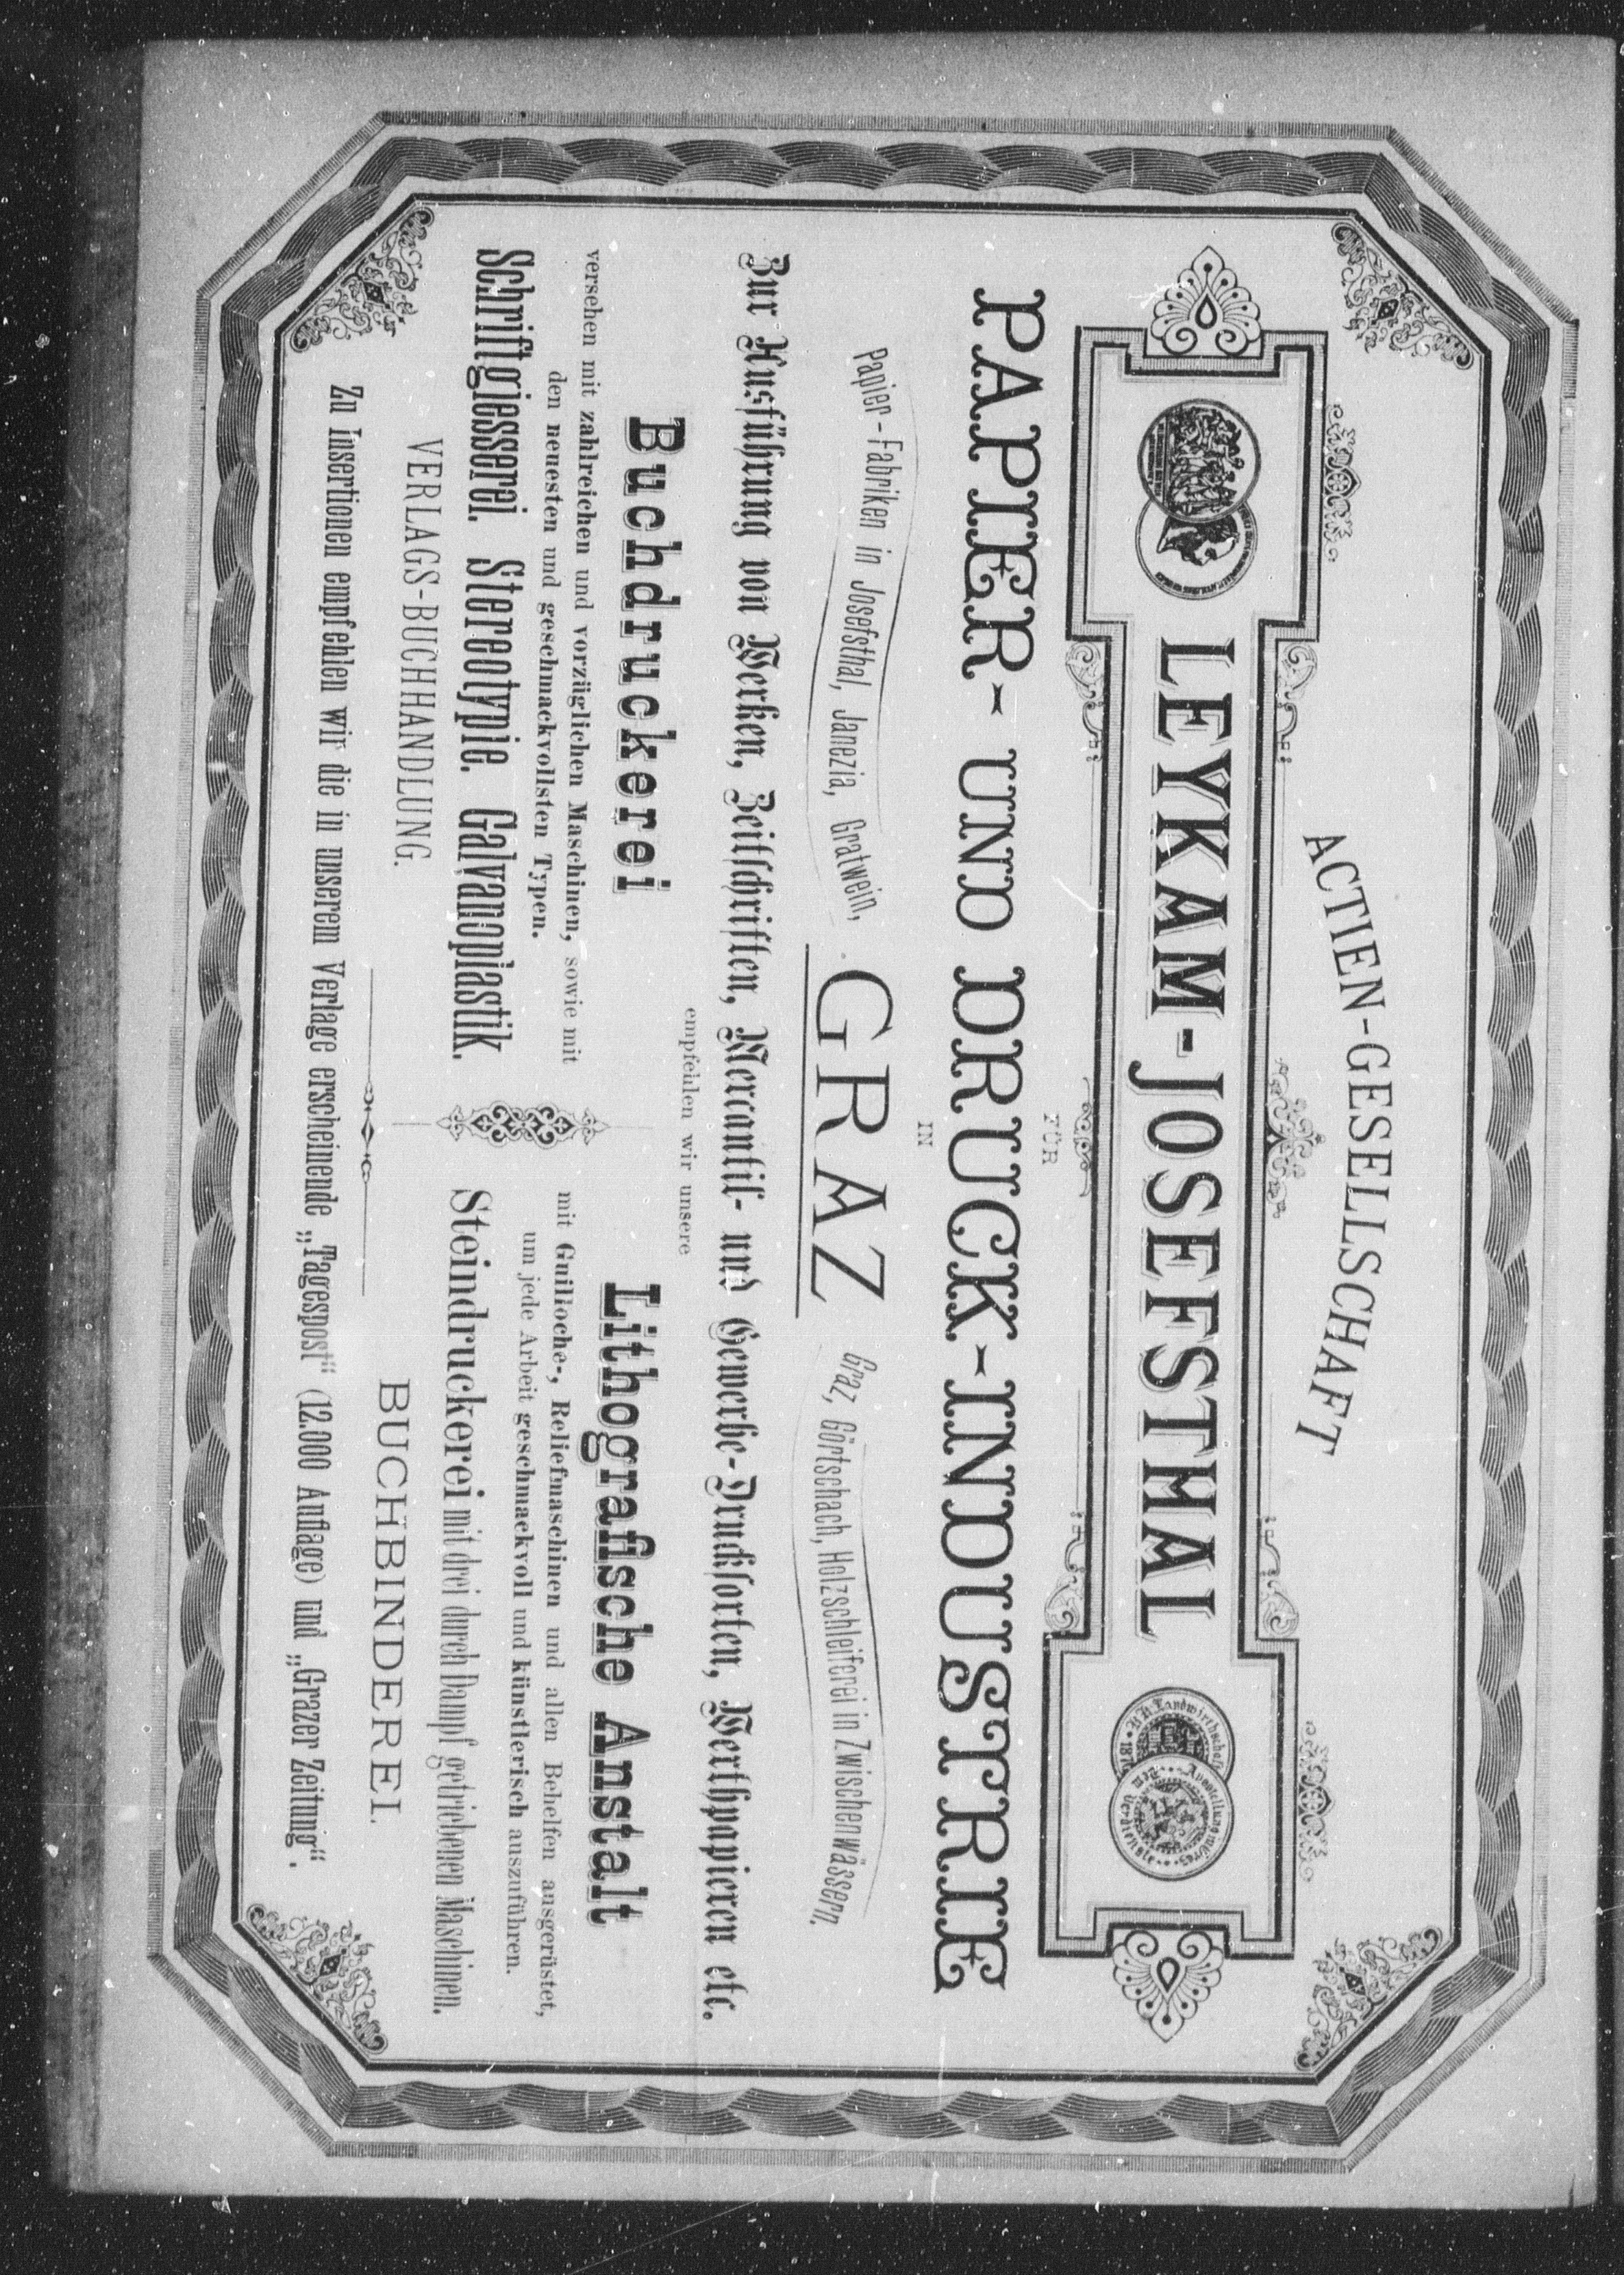 ACTIEN-GESELLSCHAFT
LEYKAM-JOSEFSTHAL
FÜR
PAPIER- UND DRUCK-INDUSTRIE
IN
Papier-Fabriken in Josefsthal, Janezia, Gratwein,
GRAZ
Graz, Görtschach, Holzschleiferei in Zwischenwässern.
Zur Ausführung von Werken, Zeitschriften, Mercantil- und Gewerbe-Drucksorten, Werthpapieren etc.
empfehlen wir unsere
Buchdruckerei
versehen mit zahlreichen und vorzüglichen Maschinen, sowie mit
den neuesten und geschmackvollsten Typen.
Schriftgiesserei. Stereotypie. Galvanoplastik.
VERLAGS-BUCHHANDLUNG.
Lithografische Anstalt
mit Guilloche-, Reliefmaschinen und allen Behelfen ausgerüstet,
um jede Arbeit geschmackvoll und künstlerisch auszuführen.
Steindruckerei mit drei durch Dampf getriebenen Maschinen.
BUCHBINDEREI.
Zu Insertionen empfehlen wir die in unserem Verlage erscheinende „Tagespost“ (12.000 Auflage) und „Grazer Zeitung“.